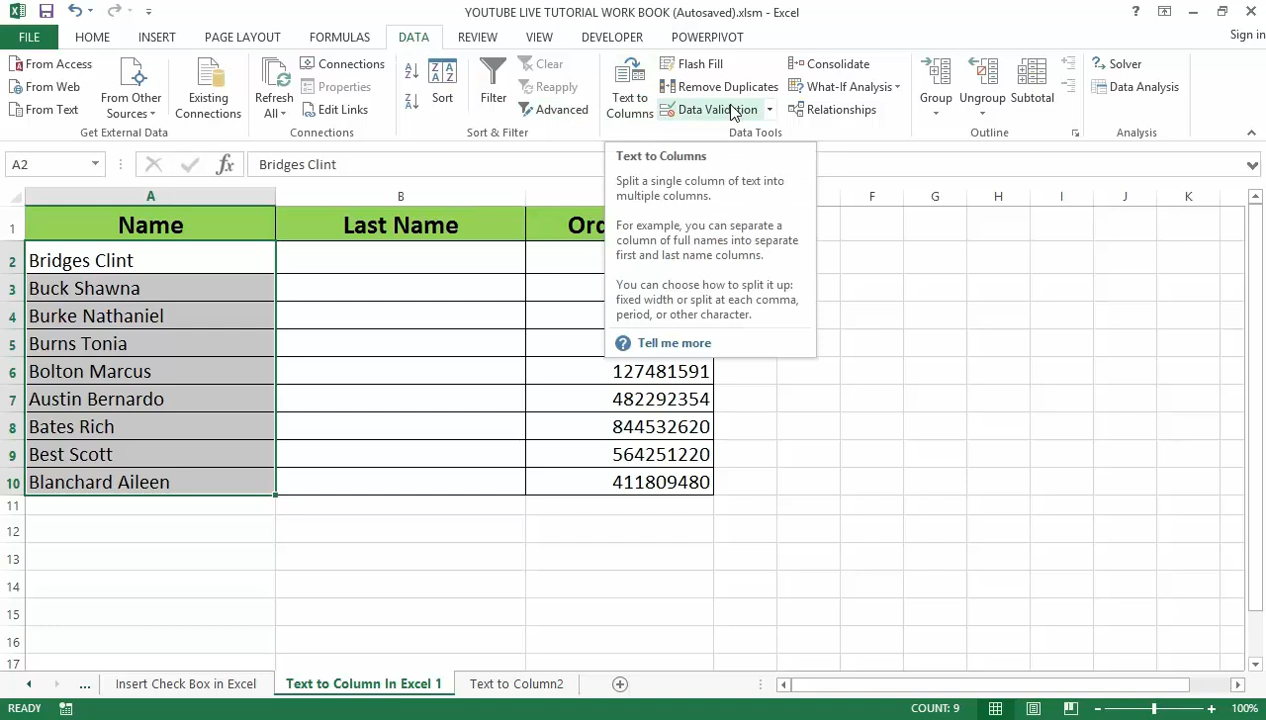 YOUTUBE LIVE TUTORIAL WORK BOOK (Autosaved).xlsm - Excel
?
FILE HOME INSERT PAGE LAYOUT FORMULAS DATA REVIEW VIEW DEVELOPER POWERPIVOT Sign in
From Access
From Web
From Text
From Other Sources
Existing Connections
Get External Data
Refresh All
Connections
Properties
Edit Links
Connections
Sort
Filter
Clear
Reapply
Advanced
Sort & Filter
Text to Columns
Flash Fill
Remove Duplicates
Data Validation
Consolidate
What-If Analysis
Relationships
Data Tools
Group
Ungroup
Subtotal
Outline
Solver
Data Analysis
Analysis
A2 fx Bridges Clint
Text to Columns
Split a single column of text into
multiple columns.
For example, you can separate a
column of full names into separate
first and last name columns.
You can choose how to split it up:
fixed width or split at each comma,
period, or other character.
? Tell me more
A B F G H I J K
1 Name Last Name Ord
2 Bridges Clint
3 Buck Shawna
4 Burke Nathaniel
5 Burns Tonia
6 Bolton Marcus 127481591
7 Austin Bernardo 482292354
8 Bates Rich 844532620
9 Best Scott 564251220
10 Blanchard Aileen 411809480
11
12
13
14
15
16
17
... Insert Check Box in Excel Text to Column In Excel 1 Text to Column2
READY COUNT: 9 100%